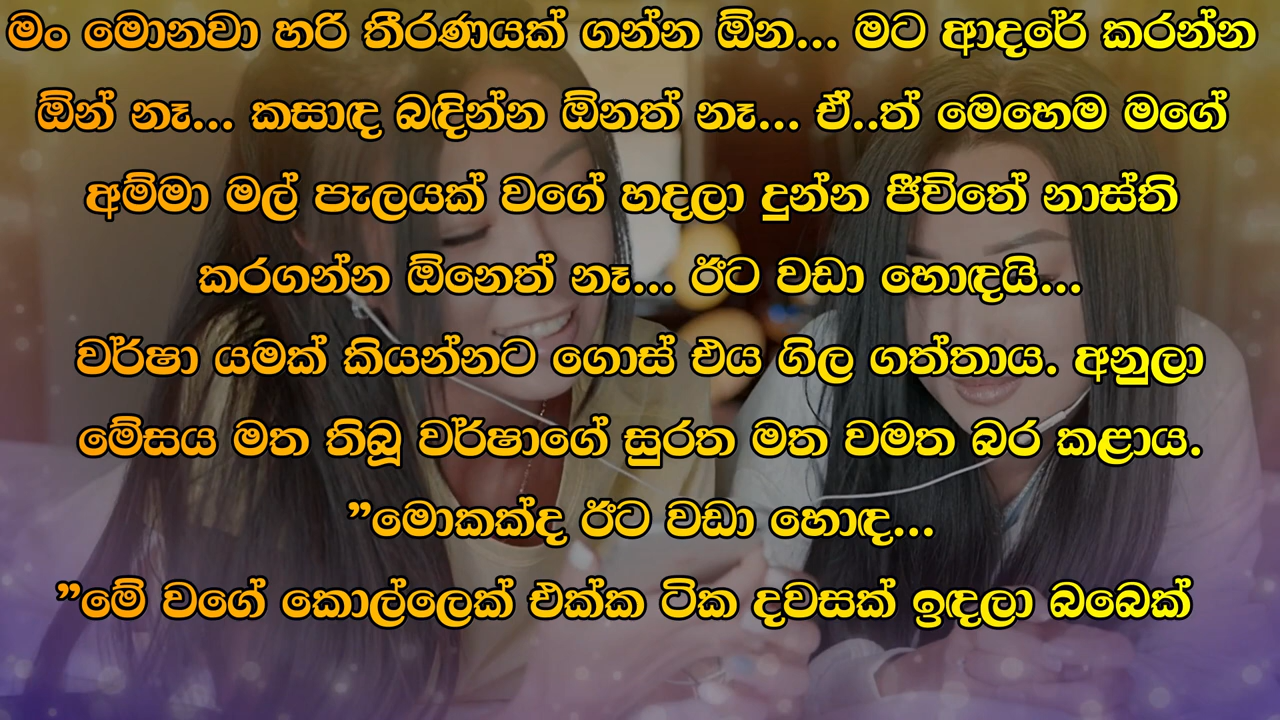 මං මොනවා හරි තීරණයක් ගන්න ඕන... මට ආදරේ කරන්න
ඕන් නෑ... කසාඳ බඳින්න ඕනත් නෑ... ඒ..ත් මෙහෙම මගේ
අම්මා මල් පැලයක් වගේ හදලා දුන්න ජීවිතේ නාස්ති
කරගන්න ඕනෙත් නෑ... ඊට වඩා හොඳයි...
වර්ෂා යමක් කියන්නට ගොස් එය ගිල ගත්තාය. අනුලා
මේසය මත තිබූ වර්ෂාගේ සුරත මත වමත බර කළාය.
”මොකක්ද ඊට වඩා හොඳ...
”මේ වගේ කොල්ලෙක් එක්ක ටික දවසක් ඉඳලා බබෙක්